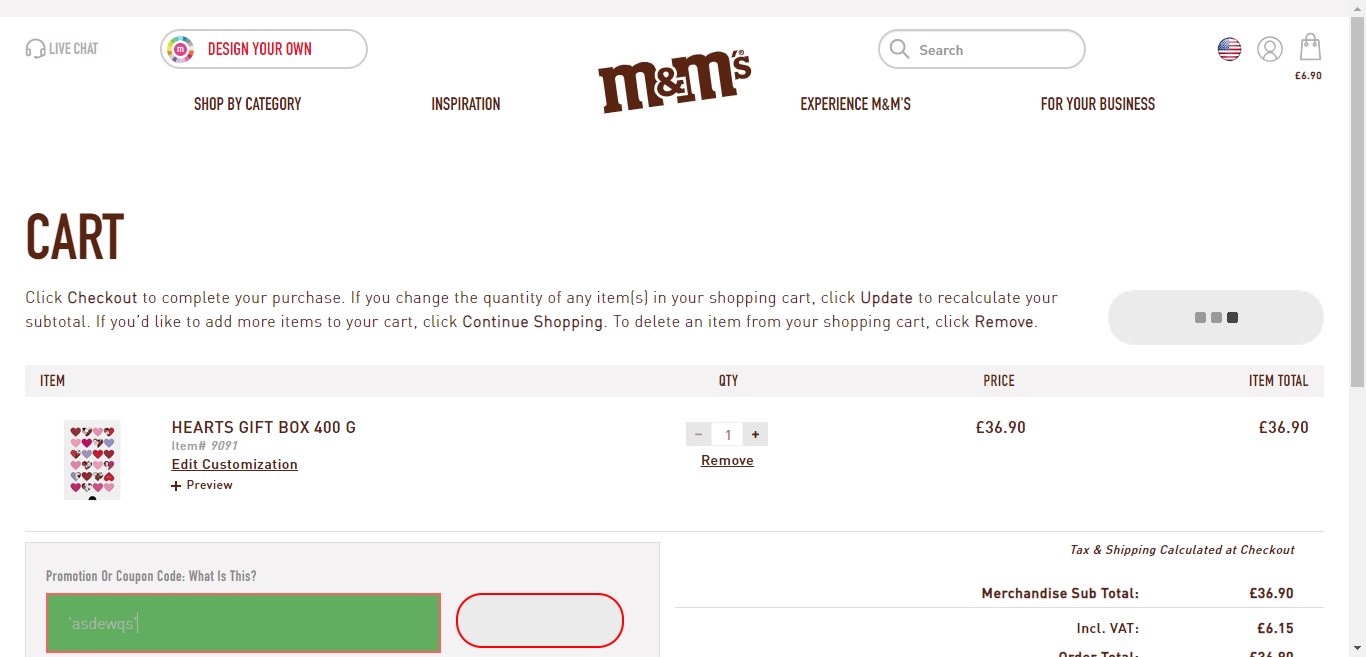 LIVE CHAT
DESIGN YOUR OWN
m
Search
£6.90
m&m's®
SHOP BY CATEGORY
INSPIRATION
EXPERIENCE M&M'S
FOR YOUR BUSINESS
CART
Click Checkout to complete your purchase. If you change the quantity of any item(s) in your shopping cart, click Update to recalculate your
subtotal. If you'd like to add more items to your cart, click Continue Shopping. To delete an item from your shopping cart, click Remove.
ITEM QTY PRICE ITEM TOTAL
HEARTS GIFT BOX 400 G
Item# 9091
Edit Customization
+ Preview
− 1 +
Remove
£36.90
£36.90
Promotion Or Coupon Code: What Is This?
'asdewqs'
Tax & Shipping Calculated at Checkout
Merchandise Sub Total: £36.90
Incl. VAT: £6.15
Order Total: £36.90